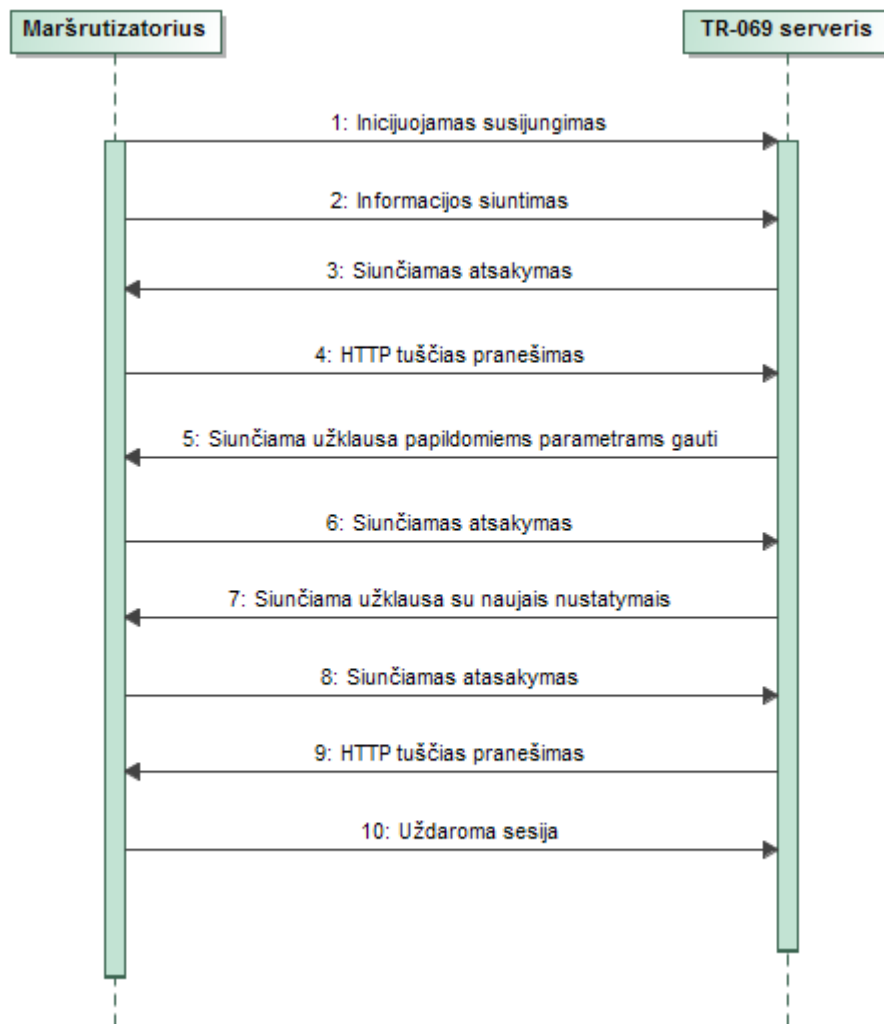 Maršrutizatorius
TR-069 serveris
1: Inicijuojamas susijungimas
2: Informacijos siuntimas
3: Siunčiamas atsakymas
4: HTTP tuščias pranešimas
5: Siunčiama užklausa papildomiems parametrams gauti
6: Siunčiamas atsakymas
7: Siunčiama užklausa su naujais nustatymais
8: Siunčiamas atasakymas
9: HTTP tuščias pranešimas
10: Uždaroma sesija